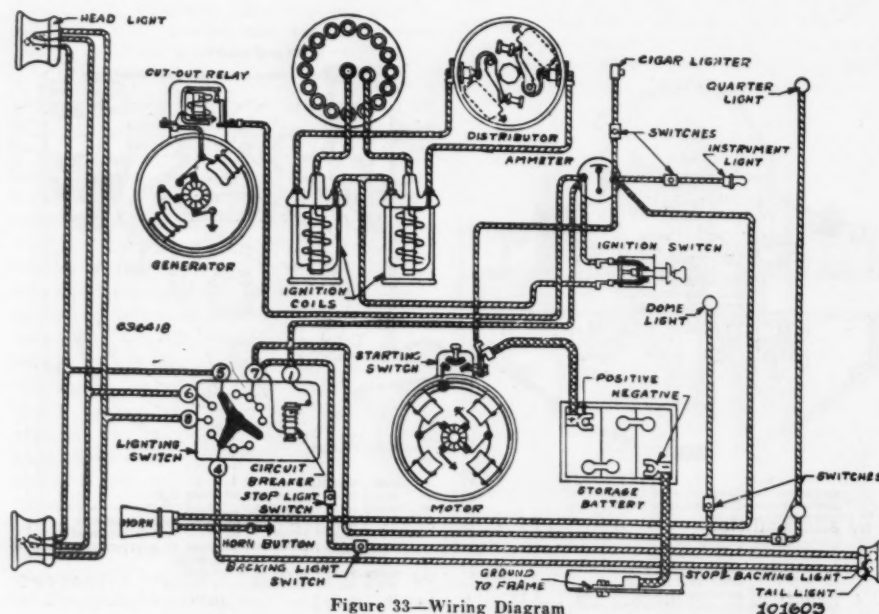 HEAD LIGHT
CUT-OUT RELAY
GENERATOR
IGNITION
COILS
DISTRIBUTOR
AMMETER
CIGAR LIGHTER
QUARTER
LIGHT
SWITCHES
INSTRUMENT
LIGHT
IGNITION SWITCH
DOME
LIGHT
036418
STARTING
SWITCH
POSITIVE
NEGATIVE
5
7
1
6
8
4
LIGHTING
SWITCH
CIRCUIT
BREAKER
STOP LIGHT
SWITCH
MOTOR
STORAGE
BATTERY
SWITCHES
HORN
HORN BUTTON
BACKING LIGHT
SWITCH
GROUND
TO FRAME
STOP & BACKING LIGHT
TAIL LIGHT
101603
Figure 33—Wiring Diagram